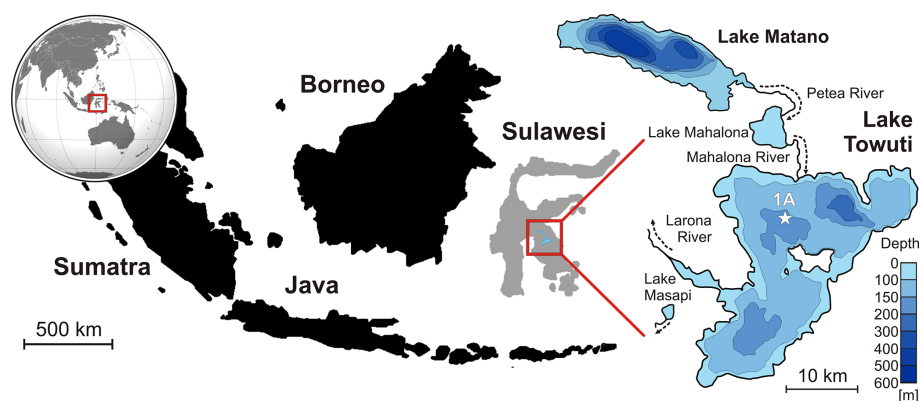 Borneo
Sulawesi
Sumatra
Java
500 km
Lake Matano
Petea River
Lake Mahalona
Lake
Towuti
Mahalona River
1A
Larona
River
Lake
Masapi
Depth
0
100
150
200
300
400
500
600
[m]
10 km